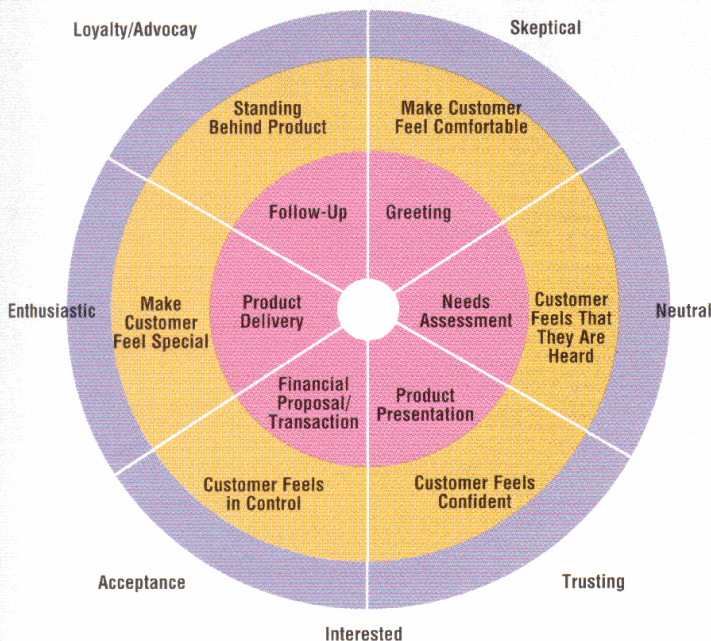 Loyalty/Advocay
Skeptical
Standing
Behind Product
Make Customer
Feel Comfortable
Follow-Up
Greeting
Enthusiastic
Make
Customer
Feel Special
Product
Delivery
Needs
Assessment
Customer
Feels That
They Are
Heard
Neutral
Financial
Proposal/
Transaction
Product
Presentation
Customer Feels
in Control
Customer Feels
Confident
Acceptance
Trusting
Interested